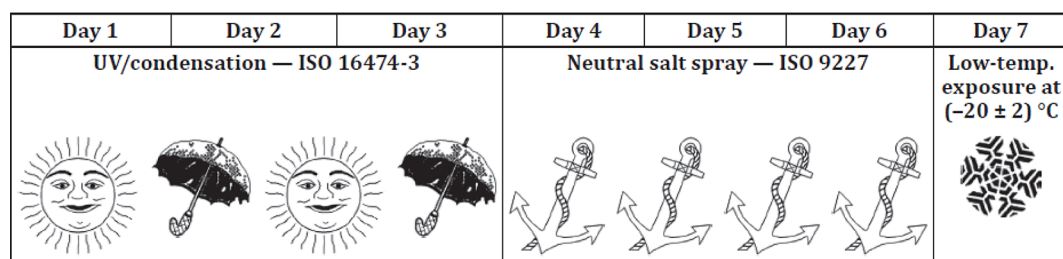 Day 1 Day 2 Day 3 Day 4 Day 5 Day 6 Day 7
UV/condensation — ISO 16474-3
Neutral salt spray — ISO 9227
Low-temp.
exposure at
(–20 ± 2) °C